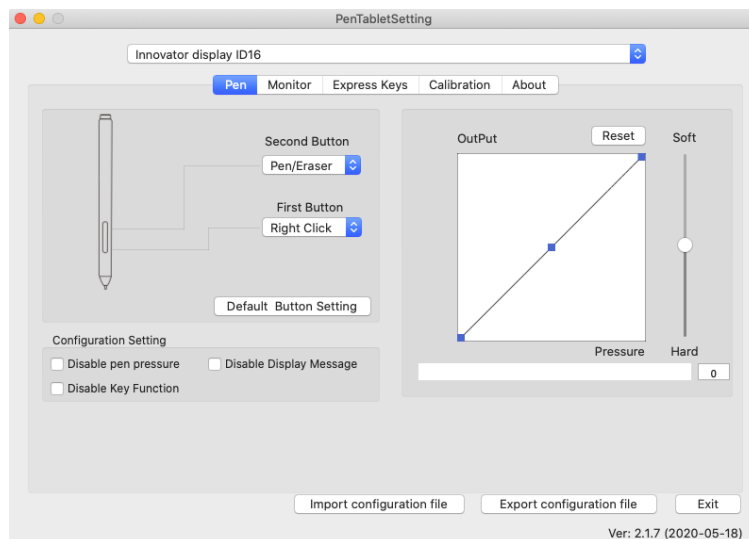 PenTabletSetting
Innovator display ID16
Pen Monitor Express Keys Calibration About
Second Button
Pen/Eraser
First Button
Right Click
Default Button Setting
OutPut
Reset
Soft
Pressure
Hard
0
Configuration Setting
Disable pen pressure
Disable Display Message
Disable Key Function
Import configuration file
Export configuration file
Exit
Ver: 2.1.7 (2020-05-18)